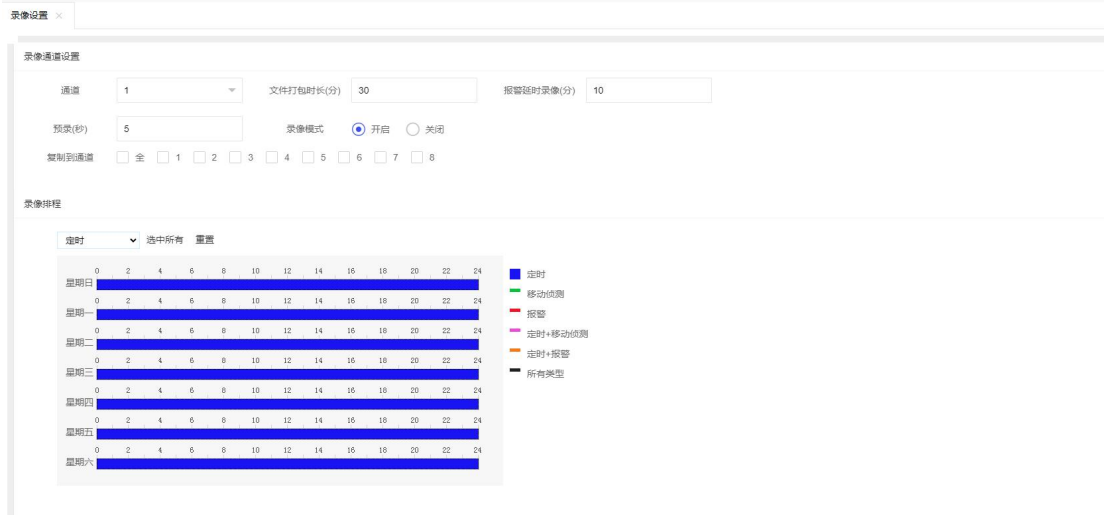 录像设置 ×
录像通道设置
通道 1 文件打包时长(分) 30 报警延时录像(分) 10
预录(秒) 5 录像模式 开启 关闭
复制到通道 全 1 2 3 4 5 6 7 8
录像排程
定时 选中所有 重置
0 2 4 6 8 10 12 14 16 18 20 22 24
星期日
0 2 4 6 8 10 12 14 16 18 20 22 24
星期一
0 2 4 6 8 10 12 14 16 18 20 22 24
星期二
0 2 4 6 8 10 12 14 16 18 20 22 24
星期三
0 2 4 6 8 10 12 14 16 18 20 22 24
星期四
0 2 4 6 8 10 12 14 16 18 20 22 24
星期五
0 2 4 6 8 10 12 14 16 18 20 22 24
星期六
定时
移动侦测
报警
定时+移动侦测
定时+报警
所有类型